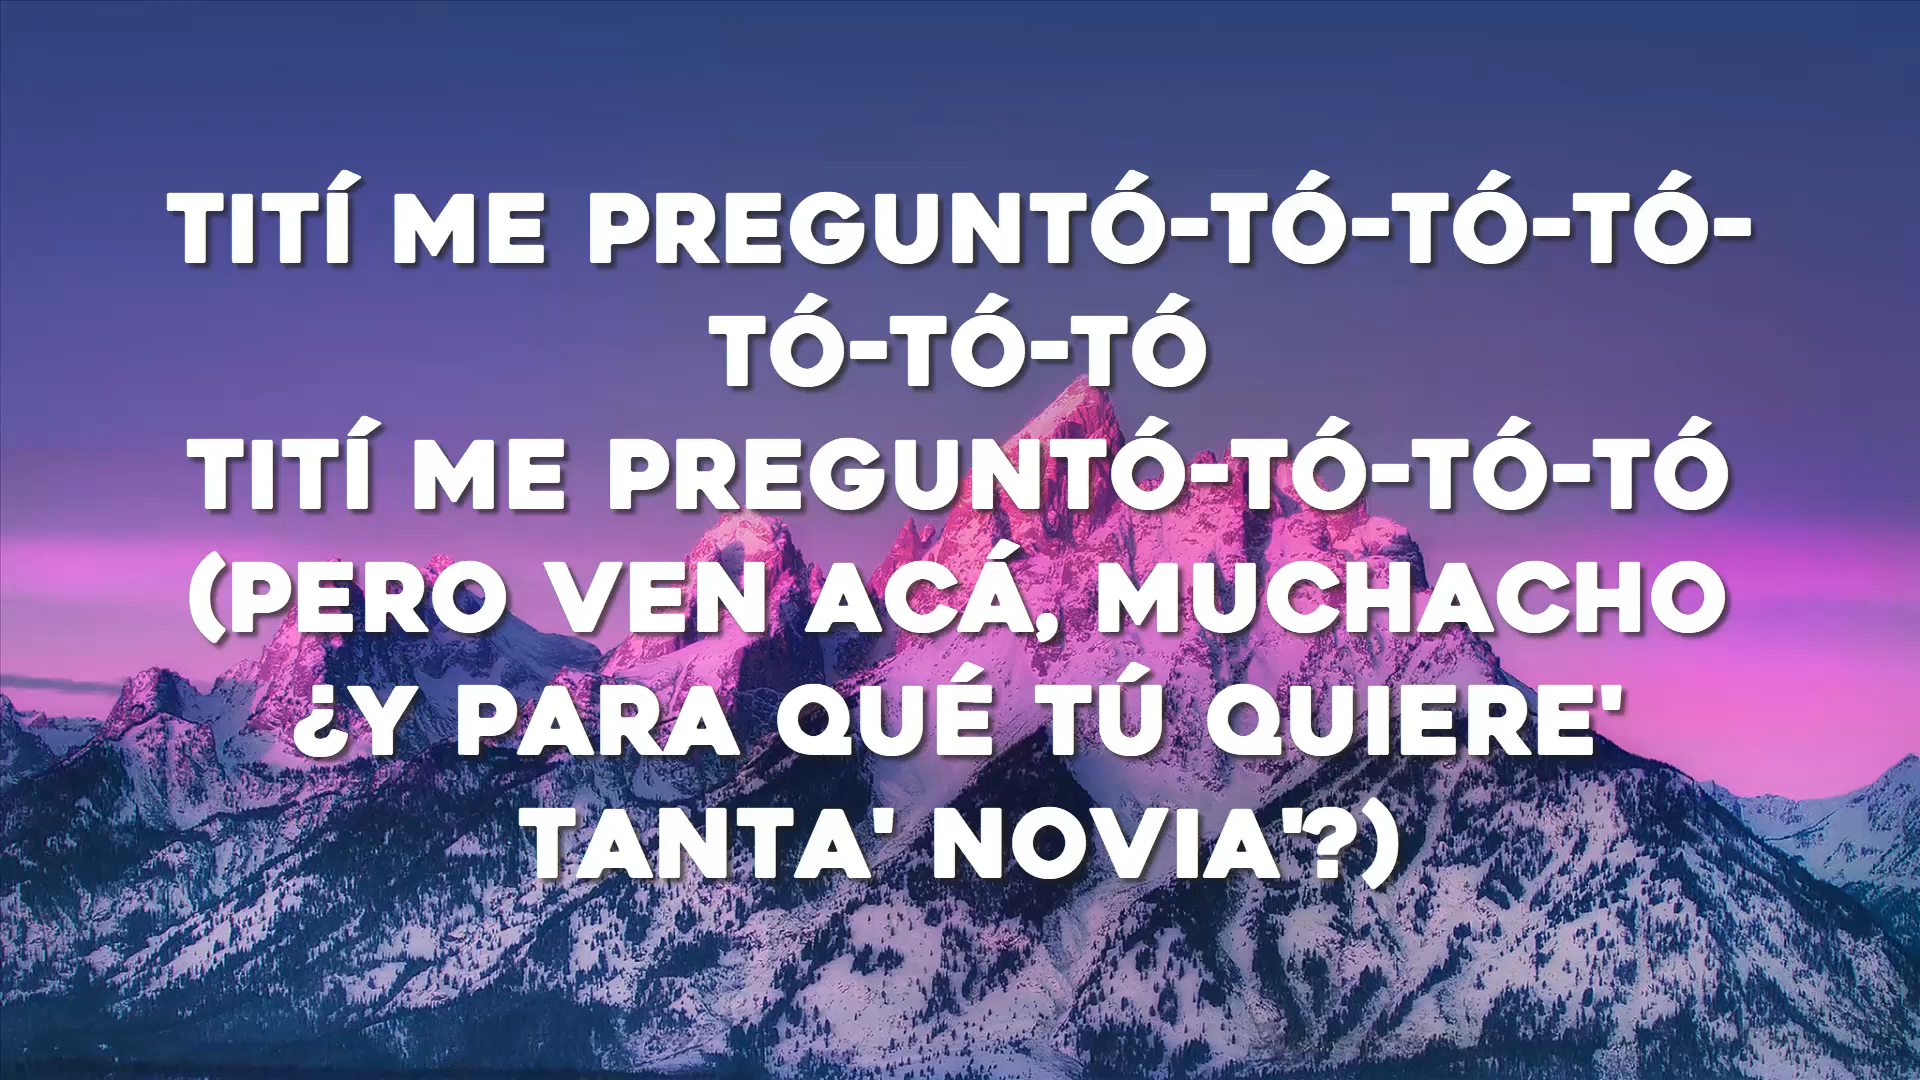 TITÍ ME PREGUNTÓ-TÓ-TÓ-TÓ-
TÓ-TÓ-TÓ
TITÍ ME PREGUNTÓ-TÓ-TÓ-TÓ
(PERO VEN ACÁ, MUCHACHO
¿Y PARA QUÉ TÚ QUIERE'
TANTA' NOVIA'?)